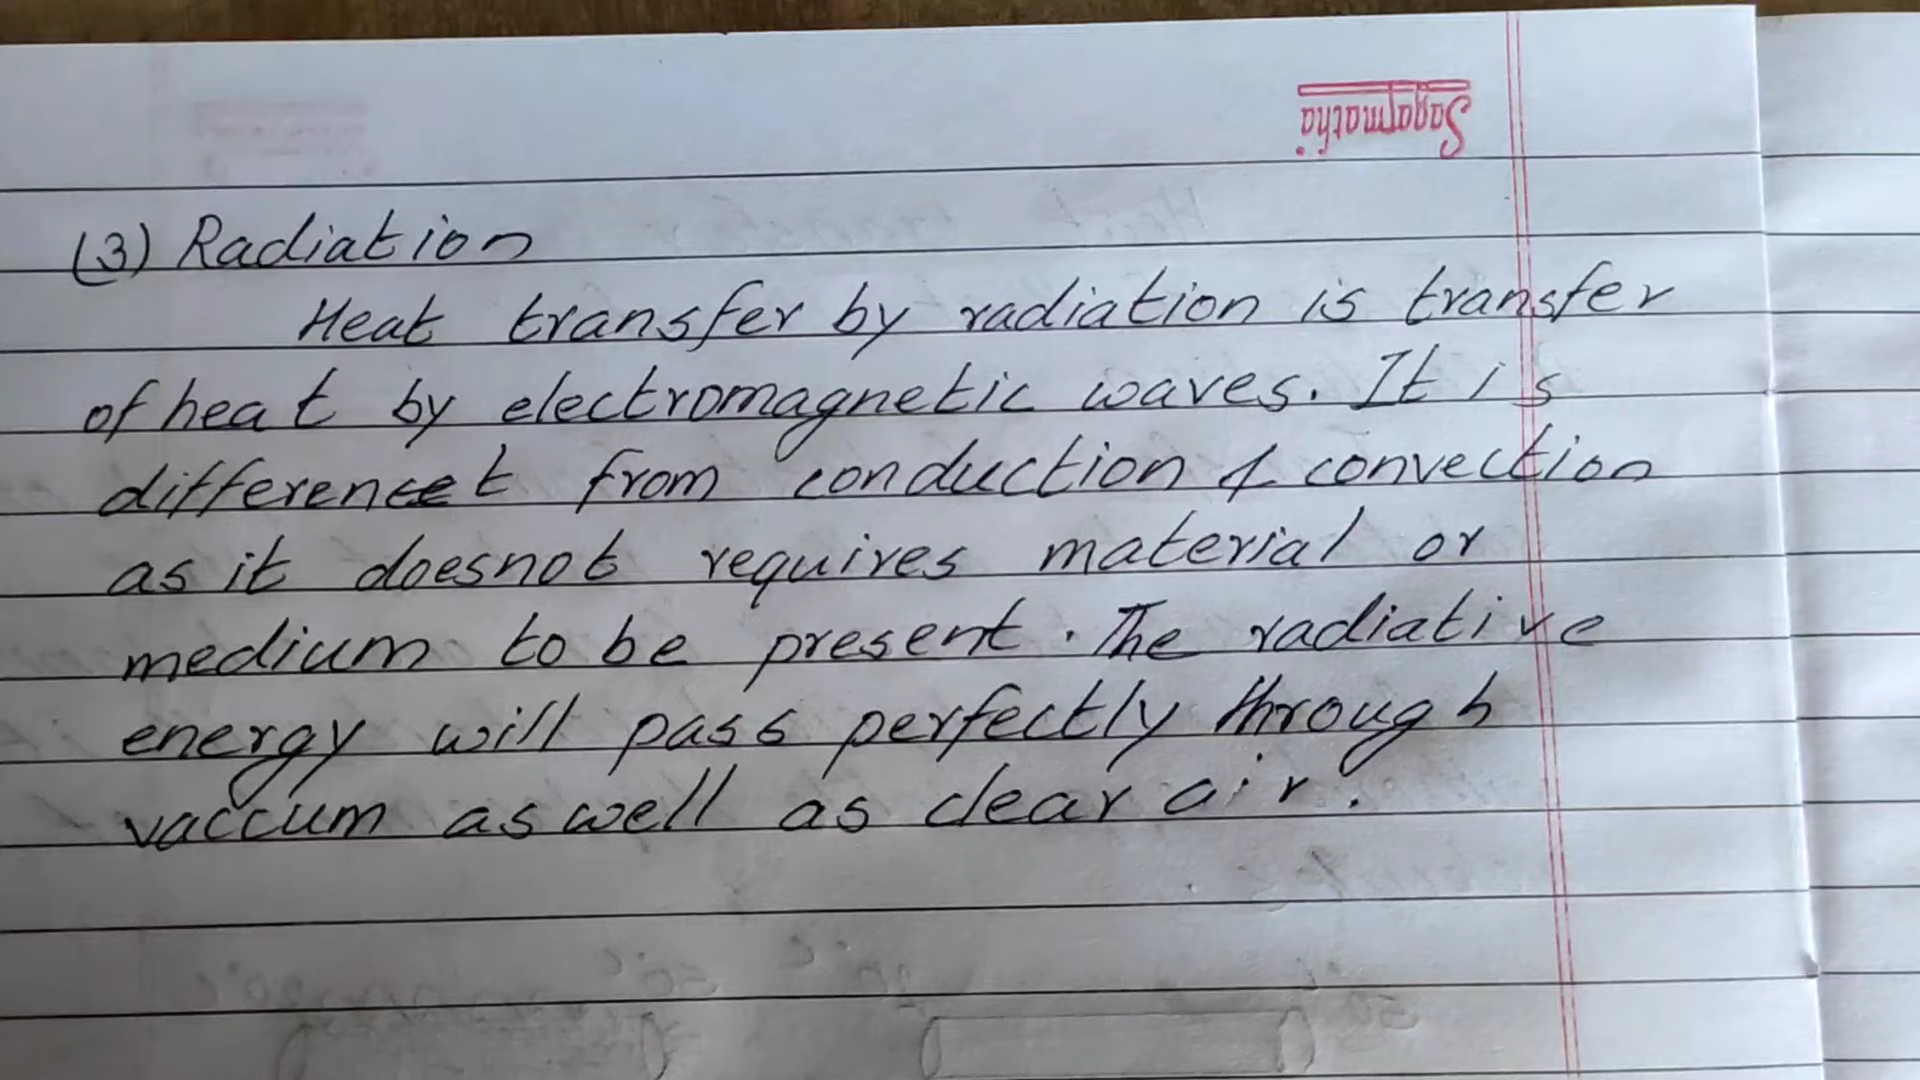 Sagarmatha
(3) Radiation
Heat transfer by radiation is transfer
of heat by electromagnetic waves. It is
differencet from conduction & convection
as it doesnot requires material or
medium to be present. The radiative
energy will pass perfectly through
vaccum as well as clear air.